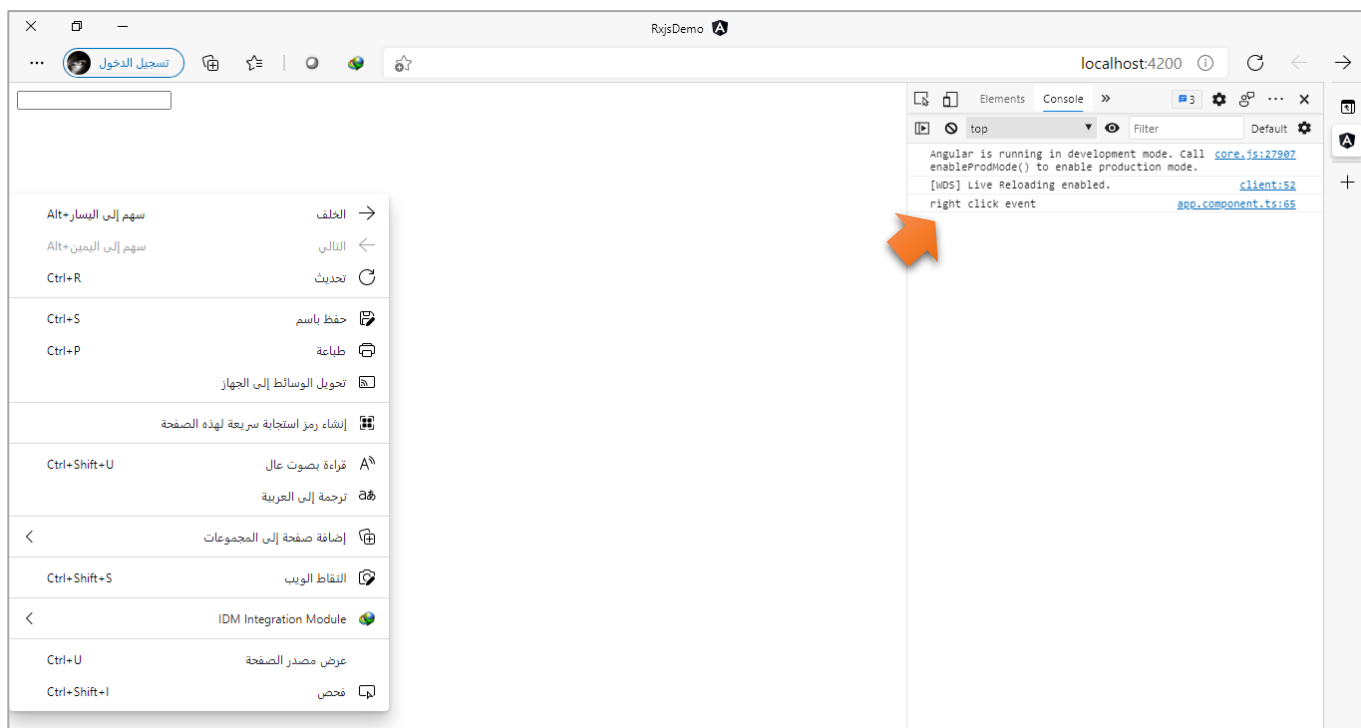 RxjsDemo
تسجيل الدخول
localhost:4200
Elements Console 3
top Filter Default
Angular is running in development mode. Call core.js:27907
enableProdMode() to enable production mode.
[WDS] Live Reloading enabled. client:52
right click event app.component.ts:65
الخلف Alt+سهم إلى اليسار
التالي Alt+سهم إلى اليمين
تحديث Ctrl+R
حفظ باسم Ctrl+S
طباعة Ctrl+P
تحويل الوسائط إلى الجهاز
إنشاء رمز استجابة سريعة لهذه الصفحة
قراءة بصوت عال Ctrl+Shift+U
ترجمة إلى العربية
إضافة صفحة إلى المجموعات
التقاط الويب Ctrl+Shift+S
IDM Integration Module
عرض مصدر الصفحة Ctrl+U
فحص Ctrl+Shift+I